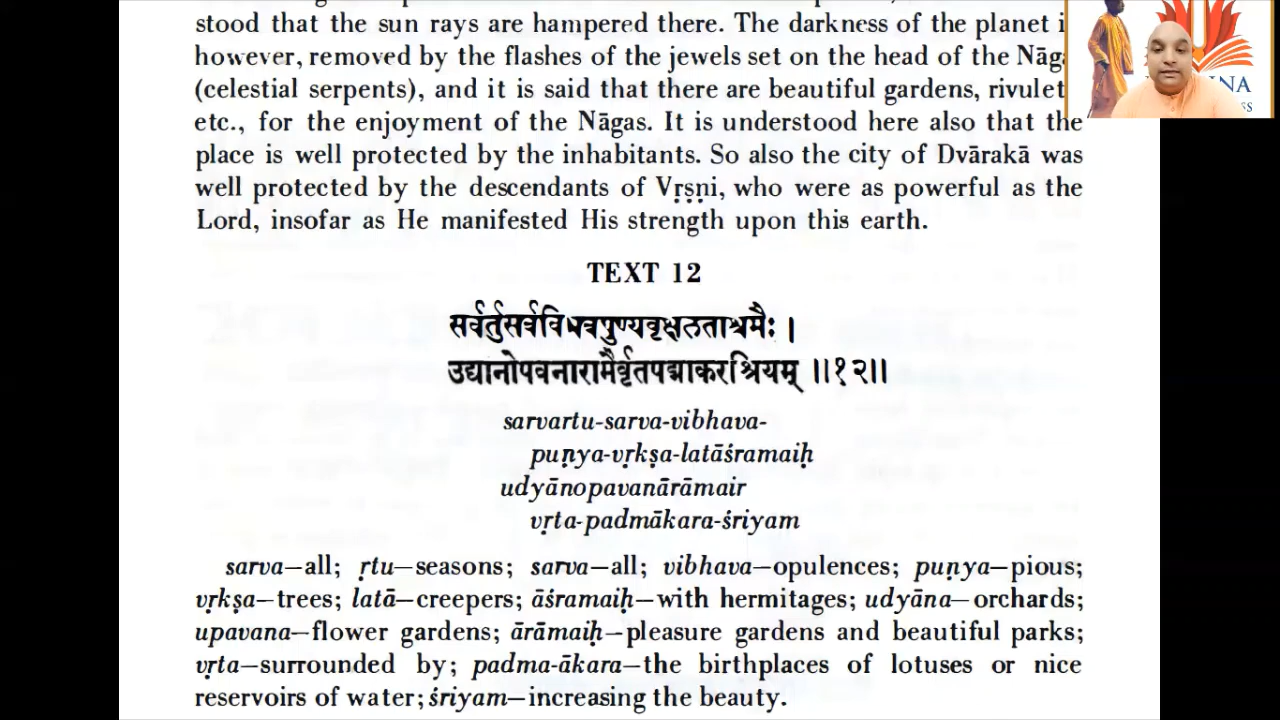 stood that the sun rays are hampered there. The darkness of the planet
however, removed by the flashes of the jewels set on the head of the
(celestial serpents), and it is said that there are beautiful gardens,
etc., for the enjoyment of the Nāgas. It is understood here also that the
place is well protected by the inhabitants. So also the city of Dvārakā was
well protected by the descendants of Vṛṣṇi, who were as powerful as the
Lord, insofar as He manifested His strength upon this earth.
TEXT 12
सर्वर्तुसर्वविभवपुण्यवृक्षलताश्रमैः ।
उद्यानोपवनारामैर्वृतपद्माकरश्रियम् ॥१२॥
sarvartu-sarva-vibhava-
puṇya-vṛkṣa-latāśramaiḥ
udyānopavanārāmair
vṛta-padmākara-śriyam
sarva—all; ṛtu—seasons; sarva—all; vibhava—opulences; puṇya—pious;
vṛkṣa—trees; latā—creepers; āśramaiḥ—with hermitages; udyāna—orchards;
upavana—flower gardens; ārāmaiḥ—pleasure gardens and beautiful parks;
vṛta—surrounded by; padma-ākara—the birthplaces of lotuses or nice
reservoirs of water; śriyam—increasing the beauty.